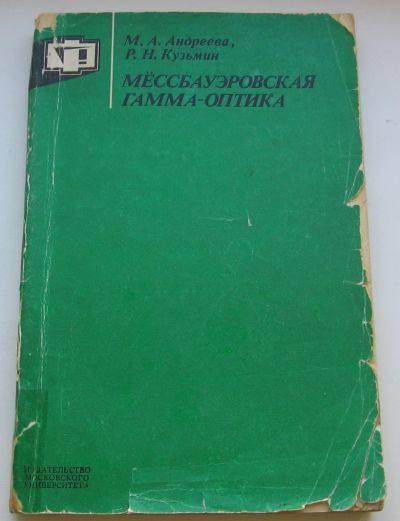 М. А. Андреева,
Р. Н. Кузьмин
МЁССБАУЭРОВСКАЯ
ГАММА-ОПТИКА
ИЗДАТЕЛЬСТВО
МОСКОВСКОГО
УНИВЕРСИТЕТА